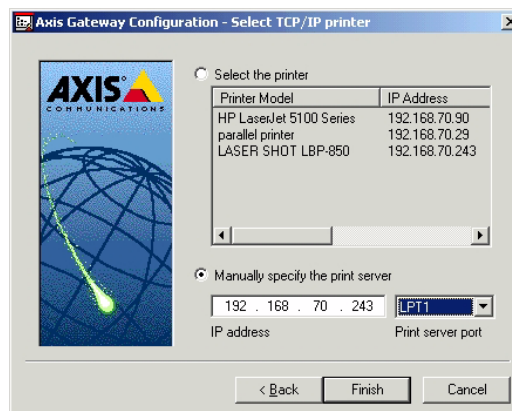 Axis Gateway Configuration - Select TCP/IP printer
AXIS
COMMUNICATIONS
Select the printer
Printer Model IP Address
HP LaserJet 5100 Series 192.168.70.90
parallel printer 192.168.70.29
LASER SHOT LBP-850 192.168.70.243
Manually specify the print server
192 . 168 . 70 . 243 LPT1
IP address Print server port
< Back Finish Cancel